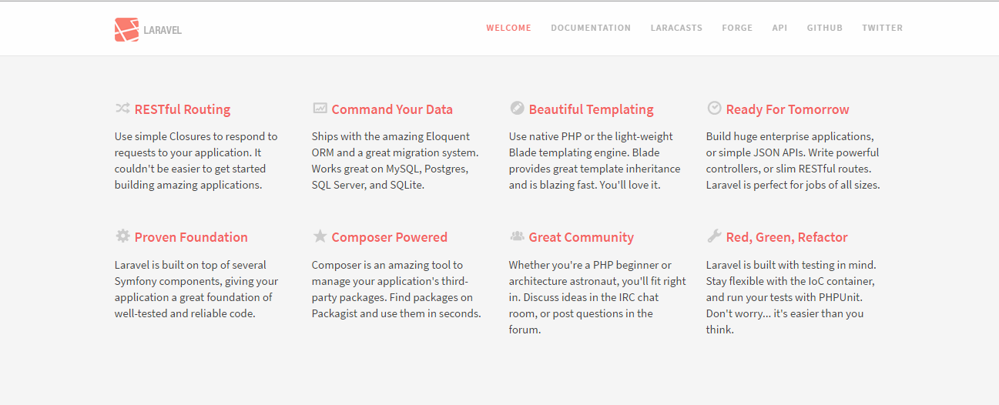 LARAVEL
WELCOME DOCUMENTATION LARACASTS FORGE API GITHUB TWITTER
RESTful Routing
Use simple Closures to respond to
requests to your application. It
couldn't be easier to get started
building amazing applications.
Command Your Data
Ships with the amazing Eloquent
ORM and a great migration system.
Works great on MySQL, Postgres,
SQL Server, and SQLite.
Beautiful Templating
Use native PHP or the light-weight
Blade templating engine. Blade
provides great template inheritance
and is blazing fast. You'll love it.
Ready For Tomorrow
Build huge enterprise applications,
or simple JSON APIs. Write powerful
controllers, or slim RESTful routes.
Laravel is perfect for jobs of all sizes.
Proven Foundation
Laravel is built on top of several
Symfony components, giving your
application a great foundation of
well-tested and reliable code.
Composer Powered
Composer is an amazing tool to
manage your application's third-
party packages. Find packages on
Packagist and use them in seconds.
Great Community
Whether you're a PHP beginner or
architecture astronaut, you'll fit right
in. Discuss ideas in the IRC chat
room, or post questions in the
forum.
Red, Green, Refactor
Laravel is built with testing in mind.
Stay flexible with the IoC container,
and run your tests with PHPUnit.
Don't worry... it's easier than you
think.